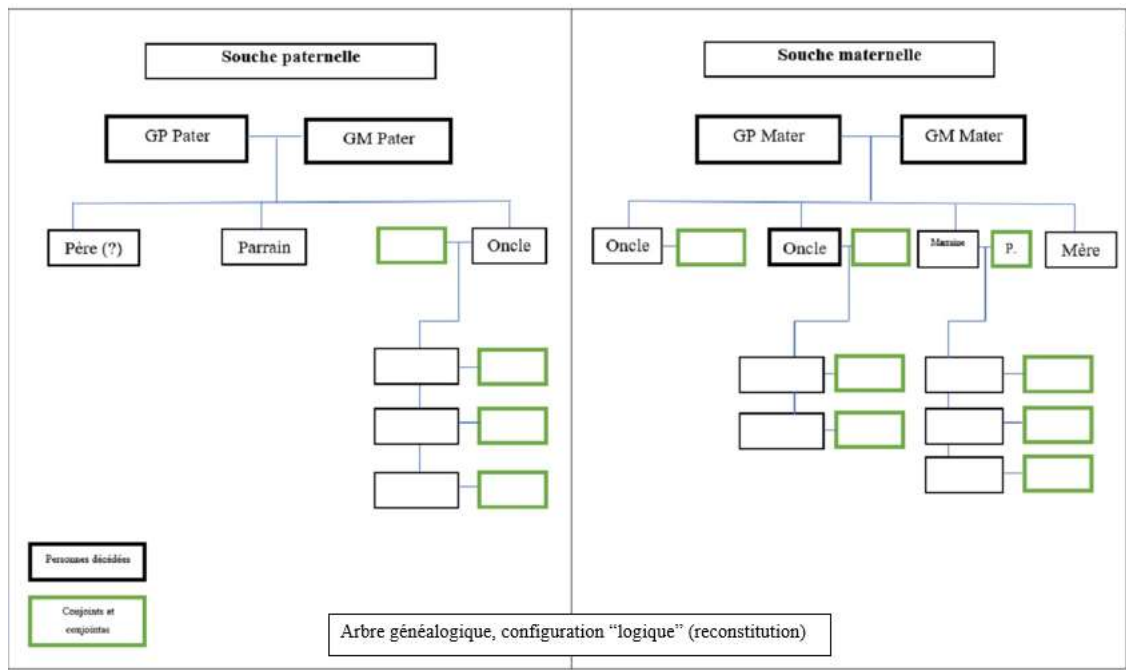 Souche paternelle
Souche maternelle
GP Pater
GM Pater
GP Mater
GM Mater
Père (?)
Parrain
Oncle
Oncle
Oncle
Marraine
P.
Mère
Personnes décédées
Conjoints et
conjointes
Arbre généalogique, configuration “logique” (reconstitution)